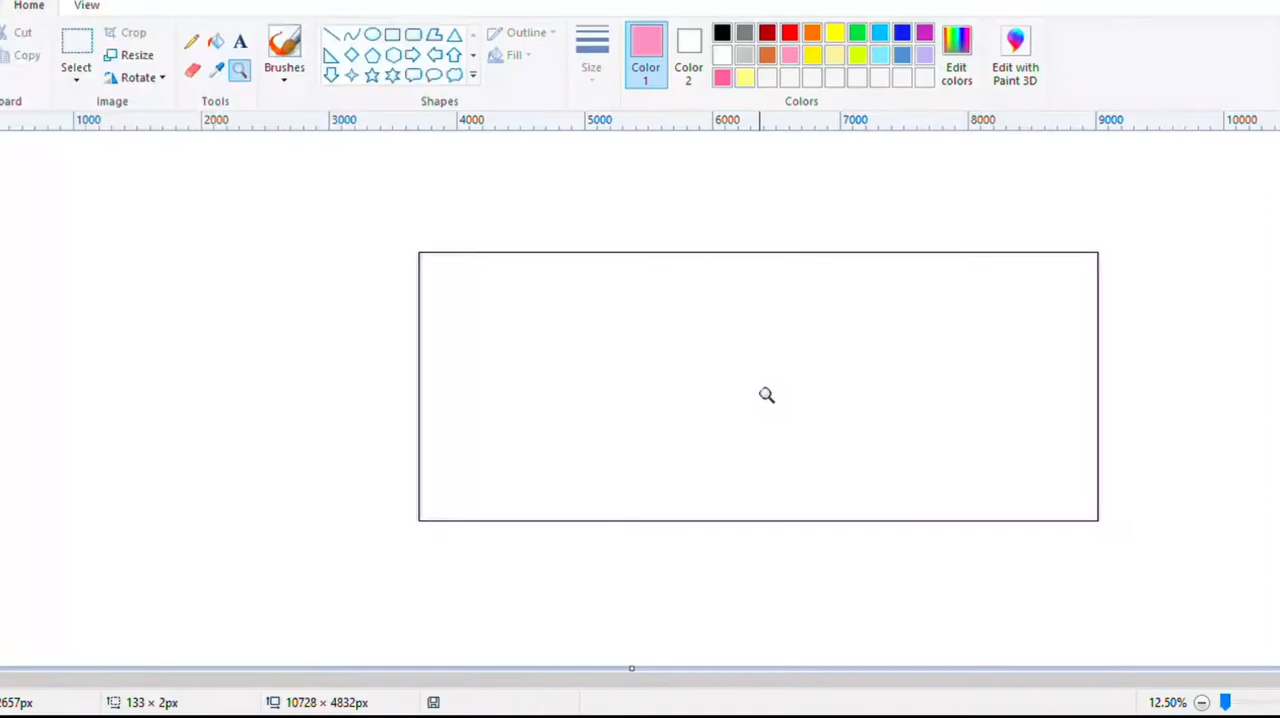 Home View
Cut
Copy
Select
Crop
Resize
Rotate
Image
Tools
Brushes
Shapes
Outline
Fill
Size
Color 1
Color 2
Edit colors
Edit with Paint 3D
Colors
1000 2000 3000 4000 5000 6000 7000 8000 9000 10000
2657px 133 × 2px 10728 × 4832px 12.50%